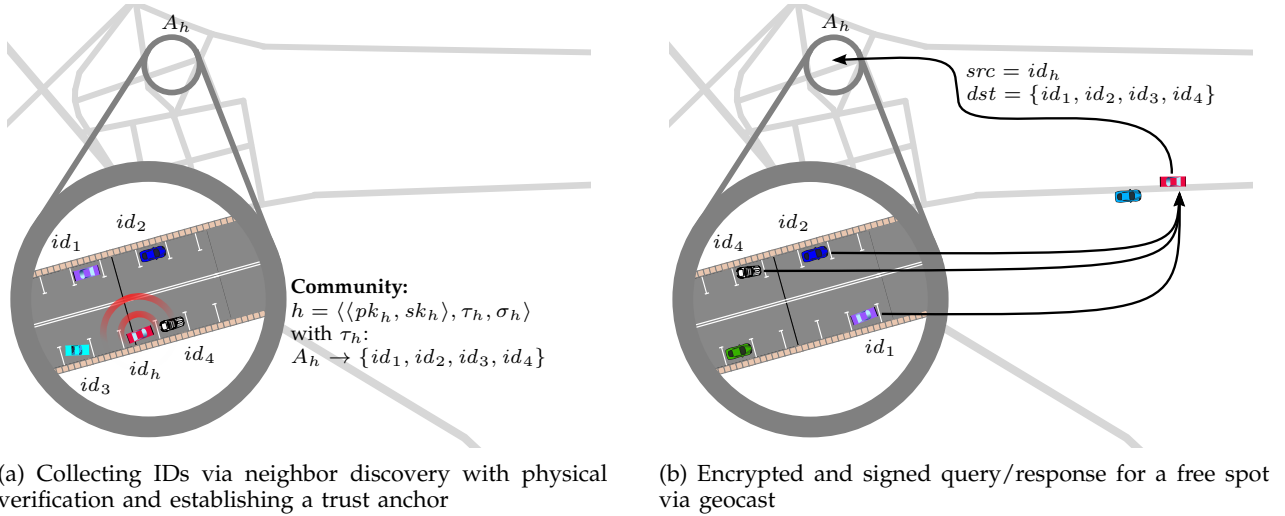 A_h
id_1
id_2
id_3
id_h
id_4
Community:
h = ⟨⟨pk_h, sk_h⟩, τ_h, σ_h⟩
with τ_h:
A_h → {id_1, id_2, id_3, id_4}
(a) Collecting IDs via neighbor discovery with physical
verification and establishing a trust anchor
A_h
src = id_h
dst = {id_1, id_2, id_3, id_4}
id_4
id_2
id_1
(b) Encrypted and signed query/response for a free spot
via geocast